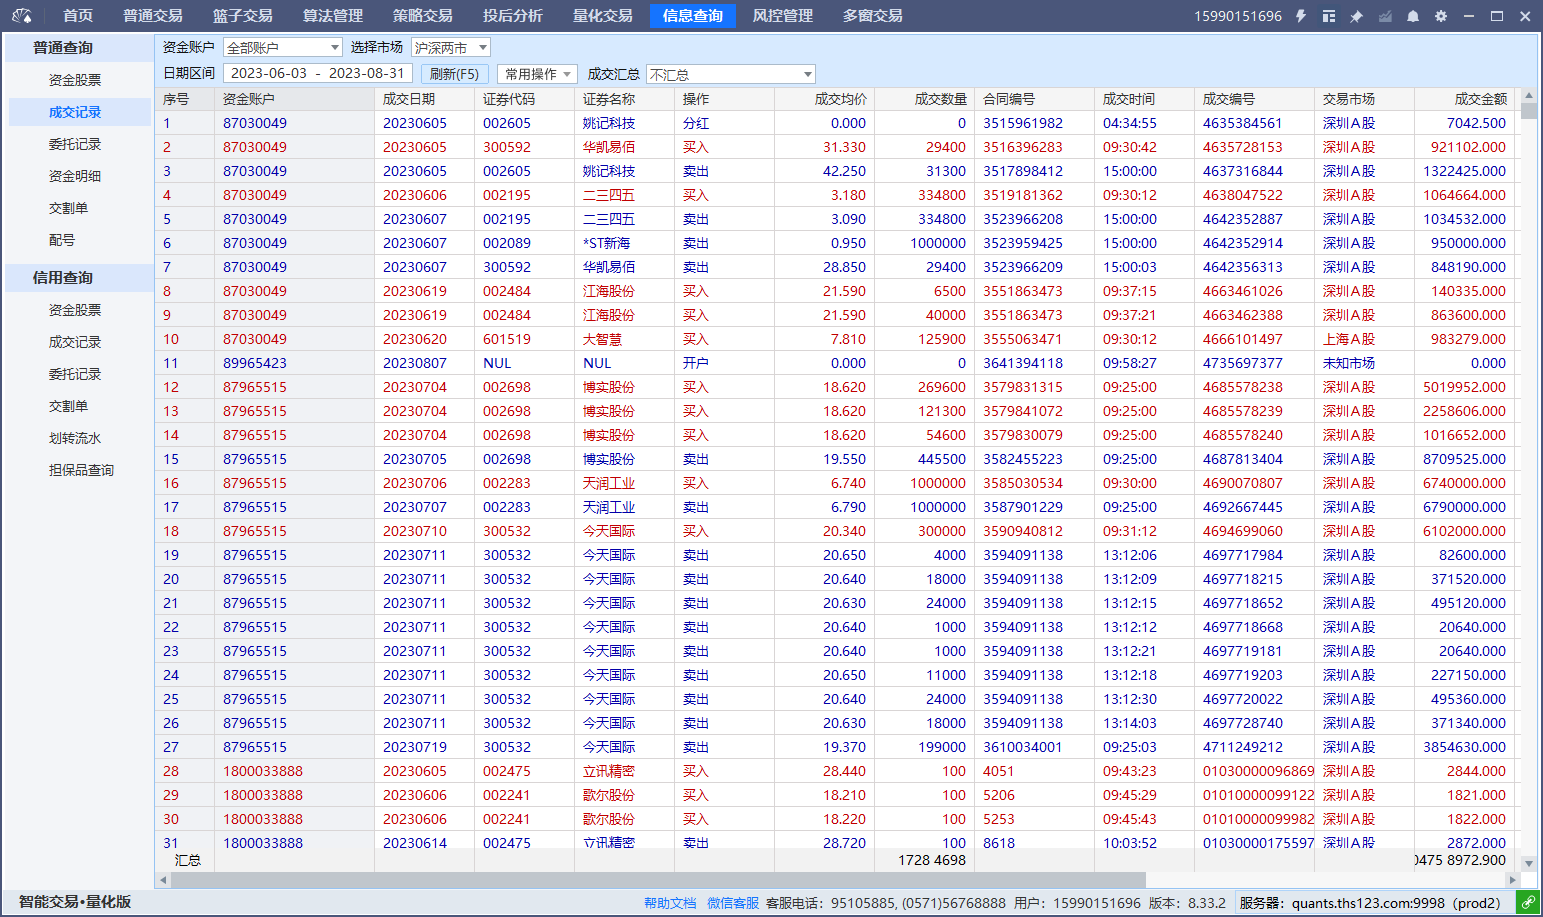 首页 普通交易 篮子交易 算法管理 策略交易 投后分析 量化交易 信息查询 风控管理 多窗交易 15990151696
普通查询
资金股票
成交记录
委托记录
资金明细
交割单
配号
信用查询
资金股票
成交记录
委托记录
交割单
划转流水
担保品查询
资金账户 全部账户 选择市场 沪深两市
日期区间 2023-06-03 - 2023-08-31 刷新(F5) 常用操作 成交汇总 不汇总
序号 资金账户 成交日期 证券代码 证券名称 操作 成交均价 成交数量 合同编号 成交时间 成交编号 交易市场 成交金额
1 87030049 20230605 002605 姚记科技 分红 0.000 0 3515961982 04:34:55 4635384561 深圳A股 7042.500
2 87030049 20230605 300592 华凯易佰 买入 31.330 29400 3516396283 09:30:42 4635728153 深圳A股 921102.000
3 87030049 20230605 002605 姚记科技 卖出 42.250 31300 3517898412 15:00:00 4637316844 深圳A股 1322425.000
4 87030049 20230606 002195 二三四五 买入 3.180 334800 3519181362 09:30:12 4638047522 深圳A股 1064664.000
5 87030049 20230607 002195 二三四五 卖出 3.090 334800 3523966208 15:00:00 4642352887 深圳A股 1034532.000
6 87030049 20230607 002089 *ST新海 卖出 0.950 1000000 3523959425 15:00:00 4642352914 深圳A股 950000.000
7 87030049 20230607 300592 华凯易佰 卖出 28.850 29400 3523966209 15:00:03 4642356313 深圳A股 848190.000
8 87030049 20230619 002484 江海股份 买入 21.590 6500 3551863473 09:37:15 4663461026 深圳A股 140335.000
9 87030049 20230619 002484 江海股份 买入 21.590 40000 3551863473 09:37:21 4663462388 深圳A股 863600.000
10 87030049 20230620 601519 大智慧 买入 7.810 125900 3555063471 09:30:12 4666101497 上海A股 983279.000
11 89965423 20230807 NUL NUL 开户 0.000 0 3641394118 09:58:27 4735697377 未知市场 0.000
12 87965515 20230704 002698 博实股份 买入 18.620 269600 3579831315 09:25:00 4685578238 深圳A股 5019952.000
13 87965515 20230704 002698 博实股份 买入 18.620 121300 3579841072 09:25:00 4685578239 深圳A股 2258606.000
14 87965515 20230704 002698 博实股份 买入 18.620 54600 3579830079 09:25:00 4685578240 深圳A股 1016652.000
15 87965515 20230705 002698 博实股份 卖出 19.550 445500 3582455223 09:25:00 4687813404 深圳A股 8709525.000
16 87965515 20230706 002283 天润工业 买入 6.740 1000000 3585030534 09:30:00 4690070807 深圳A股 6740000.000
17 87965515 20230707 002283 天润工业 卖出 6.790 1000000 3587901229 09:25:00 4692667445 深圳A股 6790000.000
18 87965515 20230710 300532 今天国际 买入 20.340 300000 3590940812 09:31:12 4694699060 深圳A股 6102000.000
19 87965515 20230711 300532 今天国际 卖出 20.650 4000 3594091138 13:12:06 4697717984 深圳A股 82600.000
20 87965515 20230711 300532 今天国际 卖出 20.640 18000 3594091138 13:12:09 4697718215 深圳A股 371520.000
21 87965515 20230711 300532 今天国际 卖出 20.630 24000 3594091138 13:12:15 4697718652 深圳A股 495120.000
22 87965515 20230711 300532 今天国际 卖出 20.640 1000 3594091138 13:12:12 4697718668 深圳A股 20640.000
23 87965515 20230711 300532 今天国际 卖出 20.640 1000 3594091138 13:12:21 4697719181 深圳A股 20640.000
24 87965515 20230711 300532 今天国际 卖出 20.650 11000 3594091138 13:12:18 4697719203 深圳A股 227150.000
25 87965515 20230711 300532 今天国际 卖出 20.640 24000 3594091138 13:12:30 4697720022 深圳A股 495360.000
26 87965515 20230711 300532 今天国际 卖出 20.630 18000 3594091138 13:14:03 4697728740 深圳A股 371340.000
27 87965515 20230719 300532 今天国际 卖出 19.370 199000 3610034001 09:25:03 4711249212 深圳A股 3854630.000
28 1800033888 20230605 002475 立讯精密 买入 28.440 100 4051 09:43:23 01030000096869 深圳A股 2844.000
29 1800033888 20230606 002241 歌尔股份 买入 18.210 100 5206 09:45:29 01010000099122 深圳A股 1821.000
30 1800033888 20230606 002241 歌尔股份 买入 18.220 100 5253 09:45:43 01010000099982 深圳A股 1822.000
31 1800033888 20230614 002475 立讯精密 卖出 28.720 100 8618 10:03:52 01030000175597 深圳A股 2872.000
汇总 1728 4698 0475 8972.900
智能交易•量化版 帮助文档 微信客服 客服电话：95105885, (0571)56768888 用户：15990151696 版本：8.33.2 服务器：quants.ths123.com:9998（prod2）